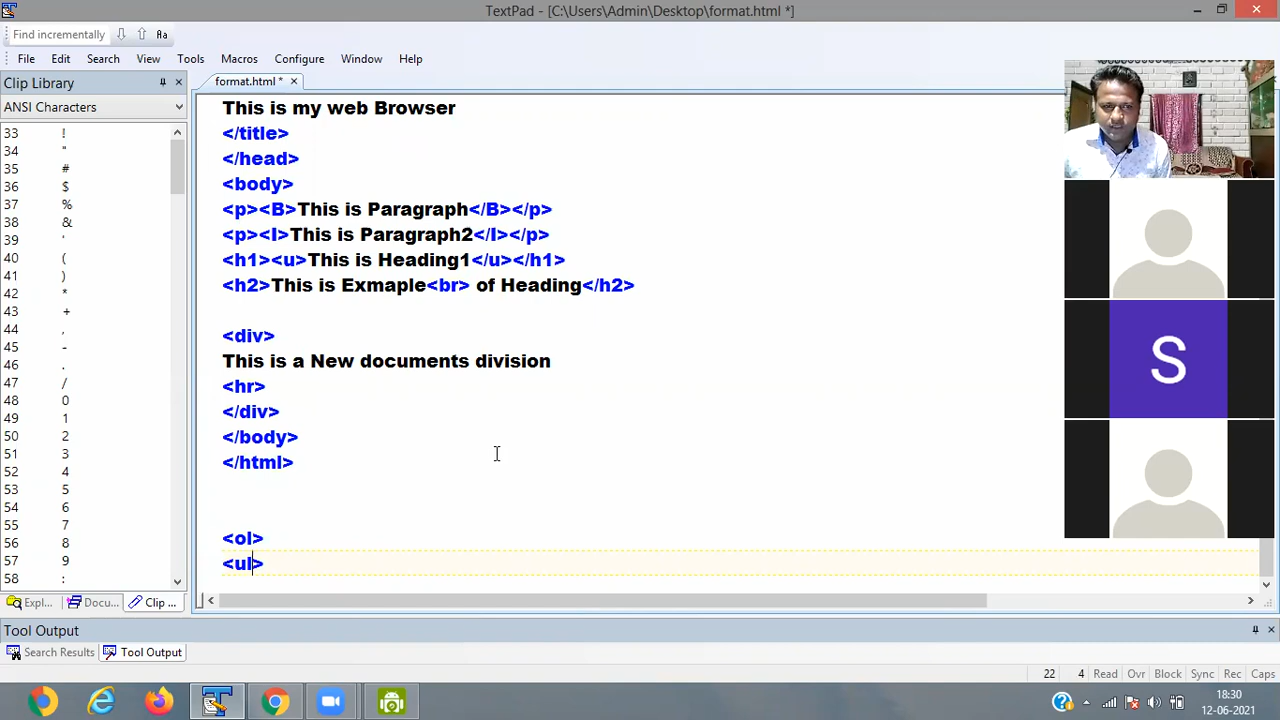 TextPad - [C:\Users\Admin\Desktop\format.html *]
Find incrementally
Aa
File Edit Search View Tools Macros Configure Window Help
Clip Library
format.html *
ANSI Characters
33 !
34 "
35 #
36 $
37 %
38 &
39 '
40 (
41 )
42 *
43 +
44 ,
45 -
46 .
47 /
48 0
49 1
50 2
51 3
52 4
53 5
54 6
55 7
56 8
57 9
58 :
This is my web Browser
</title>
</head>
<body>
<p><B>This is Paragraph</B></p>
<p><I>This is Paragraph2</I></p>
<h1><u>This is Heading1</u></h1>
<h2>This is Exmaple<br> of Heading</h2>
<div>
This is a New documents division
<hr>
</div>
</body>
</html>
<ol>
<ul>
S
Expl... Docu... Clip ...
Tool Output
Search Results Tool Output
22 4 Read Ovr Block Sync Rec Caps
18:30
12-06-2021